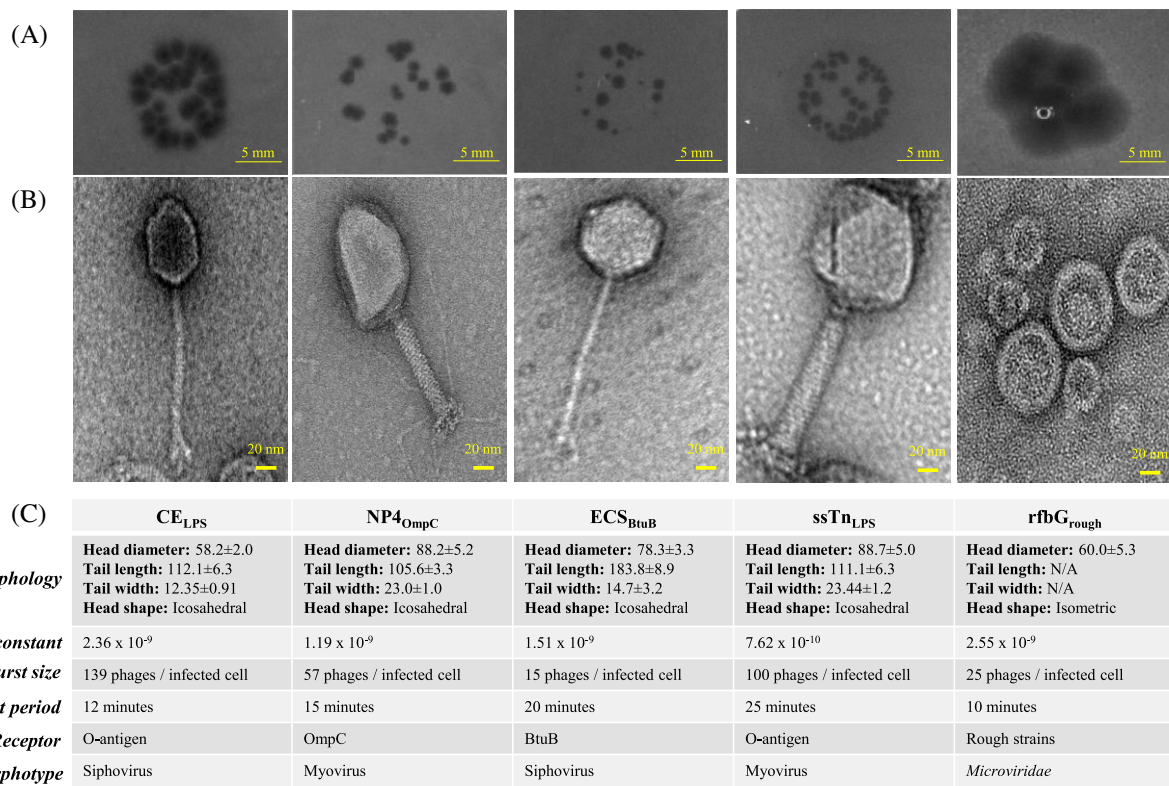 (A)
5 mm
5 mm
5 mm
5 mm
5 mm
(B)
20 nm
20 nm
20 nm
20 nm
20 nm
(C)
CELPS
NP4OmpC
ECSBtuB
ssTnLPS
rfbGrough
phology
Head diameter: 58.2±2.0
Tail length: 112.1±6.3
Tail width: 12.35±0.91
Head shape: Icosahedral
Head diameter: 88.2±5.2
Tail length: 105.6±3.3
Tail width: 23.0±1.0
Head shape: Icosahedral
Head diameter: 78.3±3.3
Tail length: 183.8±8.9
Tail width: 14.7±3.2
Head shape: Icosahedral
Head diameter: 88.7±5.0
Tail length: 111.1±6.3
Tail width: 23.44±1.2
Head shape: Icosahedral
Head diameter: 60.0±5.3
Tail length: N/A
Tail width: N/A
Head shape: Isometric
constant
2.36 x 10-9
1.19 x 10-9
1.51 x 10-9
7.62 x 10-10
2.55 x 10-9
urst size
139 phages / infected cell
57 phages / infected cell
15 phages / infected cell
100 phages / infected cell
25 phages / infected cell
t period
12 minutes
15 minutes
20 minutes
25 minutes
10 minutes
Receptor
O-antigen
OmpC
BtuB
O-antigen
Rough strains
rphotype
Siphovirus
Myovirus
Siphovirus
Myovirus
Microviridae